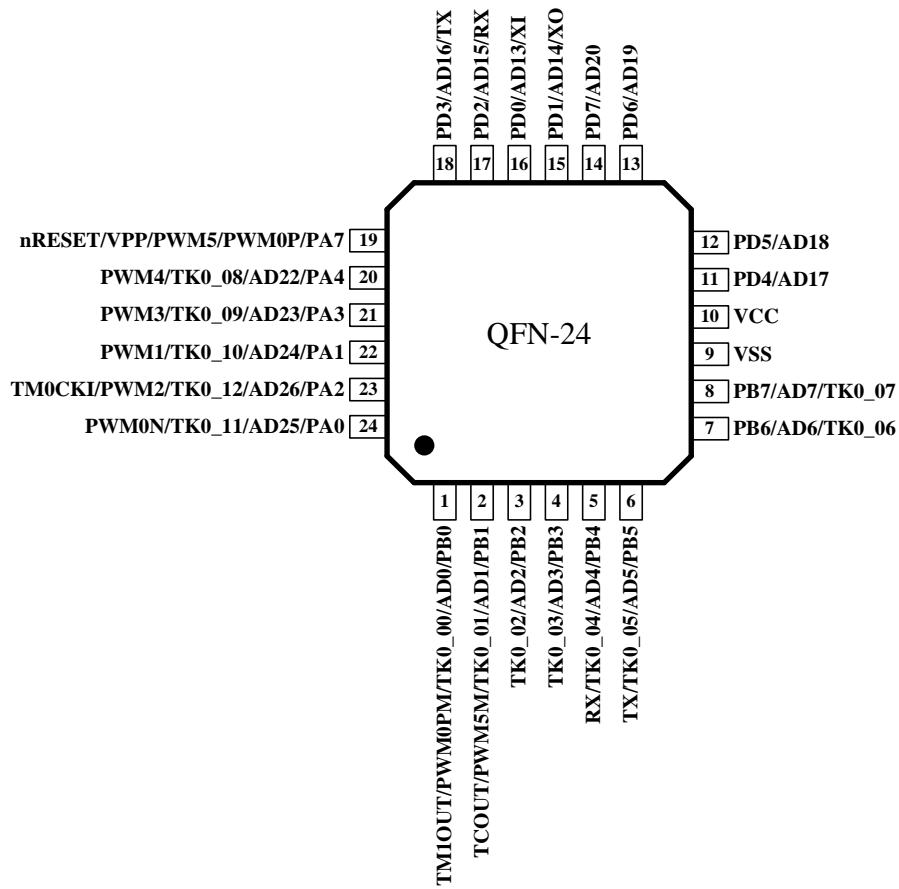 PD3/AD16/TX
PD2/AD15/RX
PD0/AD13/XI
PD1/AD14/XO
PD7/AD20
PD6/AD19
18
17
16
15
14
13
nRESET/VPP/PWM5/PWM0P/PA7 19
PWM4/TK0_08/AD22/PA4 20
PWM3/TK0_09/AD23/PA3 21
PWM1/TK0_10/AD24/PA1 22
TM0CKI/PWM2/TK0_12/AD26/PA2 23
PWM0N/TK0_11/AD25/PA0 24
QFN-24
12 PD5/AD18
11 PD4/AD17
10 VCC
9 VSS
8 PB7/AD7/TK0_07
7 PB6/AD6/TK0_06
1
2
3
4
5
6
TM1OUT/PWM0PM/TK0_00/AD0/PB0
TCOUT/PWM5M/TK0_01/AD1/PB1
TK0_02/AD2/PB2
TK0_03/AD3/PB3
RX/TK0_04/AD4/PB4
TX/TK0_05/AD5/PB5